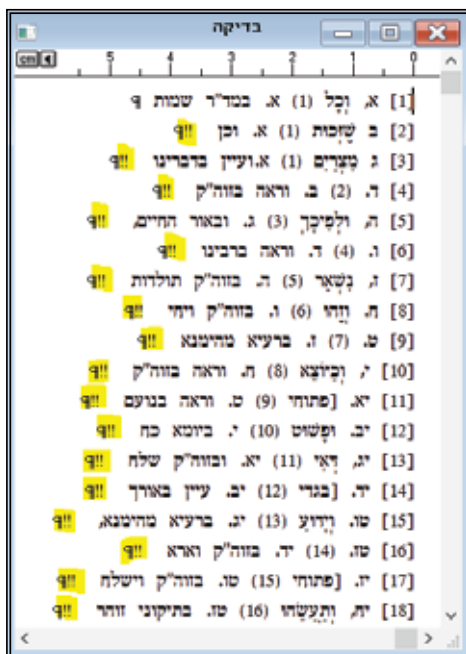 בדיקה
cm 5 4 3 2 1 0
[1] א, וְכָל (1) א. במד"ר שמות ¶
[2] ב שֶׁזְּכוּת (1) א. וכן !!¶
[3] ג מִצְרַיִם (1) א.ועיין בדברינו !!¶
[4] ד. (2) ב. וראה בזוה"ק !!¶
[5] ה, וּלְפִיכָךְ (3) ג. ובאור החיים, !!¶
[6] ו. (4) ד. וראה ברבינו !!¶
[7] ז, נִשְׁאַר (5) ה. בזוה"ק תולדות !!¶
[8] ח. וְזֶהוּ (6) ו. בזוה"ק ויחי !!¶
[9] ט. (7) ז. ברעיא מהימנא !!¶
[10] י, וְכַיּוֹצֵא (8) ח. וראה בזוה"ק !!¶
[11] יא. [פתוחי (9) ט. וראה בנועם !!¶
[12] יב. וּפָשׁוּט (10) י. ביומא כח !!¶
[13] יג, דְּאִי (11) יא. ובזוה"ק שלח !!¶
[14] יד. [בגדי (12) יב. עיין באורך !!¶
[15] טו. וְיָדוּעַ (13) יג. ברעיא מהימנא, !!¶
[16] טז. (14) יד. בזוה"ק וארא !!¶
[17] יז. [פתוחי (15) טו. בזוה"ק וישלח !!¶
[18] יח, וְתַעֲשֵׂהוּ (16) טז. בתיקוני זוהר !!¶